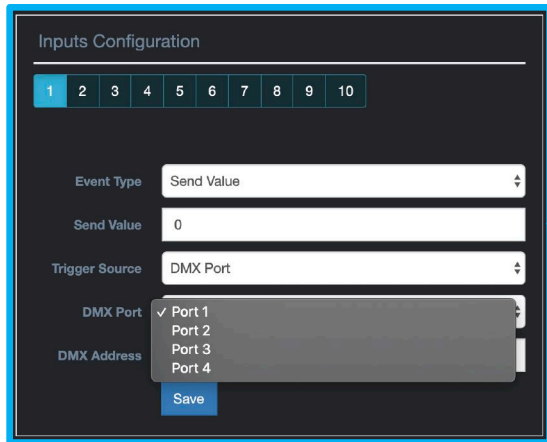 Inputs Configuration
1 2 3 4 5 6 7 8 9 10
Event Type Send Value
Send Value 0
Trigger Source DMX Port
DMX Port ✓ Port 1
Port 2
Port 3
DMX Address Port 4
Save